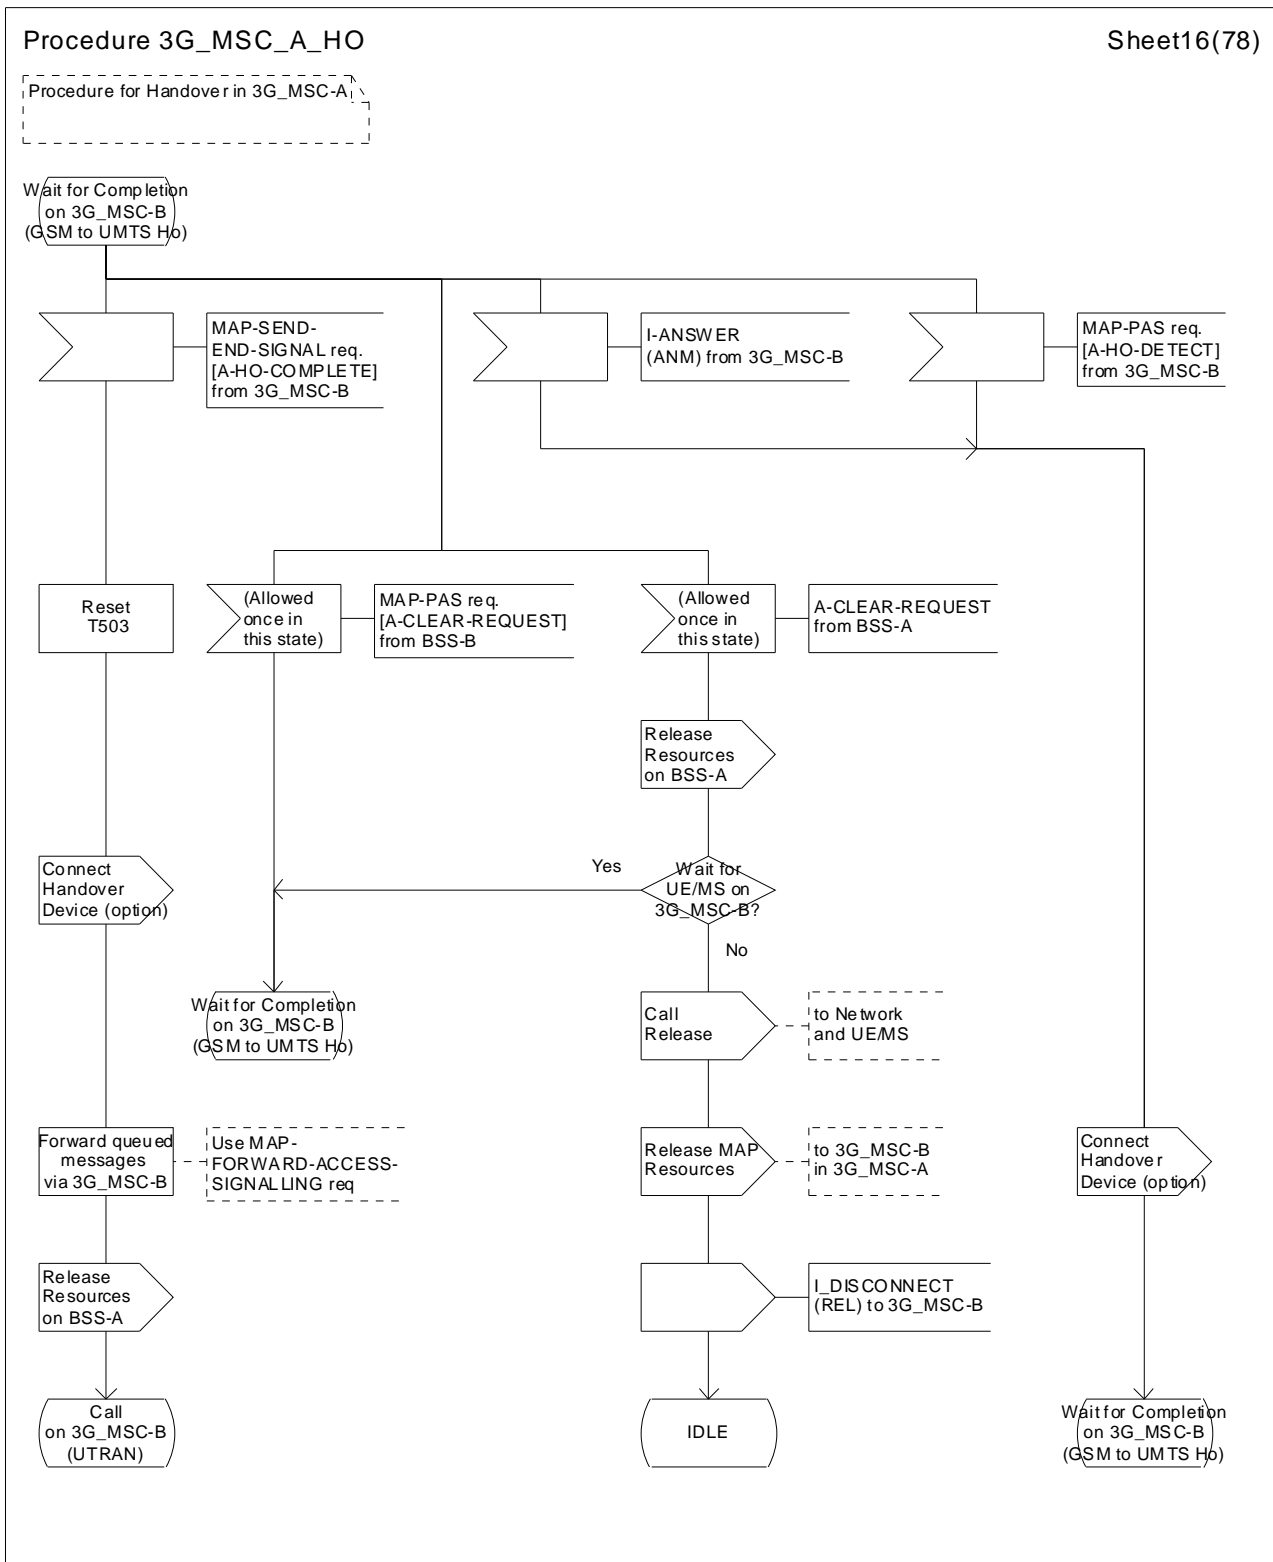 Procedure 3G_MSC_A_HO
Sheet16(78)
Procedure for Handover in 3G_MSC-A
Wait for Completion
on 3G_MSC-B
(GSM to UMTS Ho)
MAP-SEND-
END-SIGNAL req.
[A-HO-COMPLETE]
from 3G_MSC-B
I-ANSWER
(ANM) from 3G_MSC-B
MAP-PAS req.
[A-HO-DETECT]
from 3G_MSC-B
Reset
T503
(Allowed
once in
this state)
MAP-PAS req.
[A-CLEAR-REQUEST]
from BSS-B
(Allowed
once in
this state)
A-CLEAR-REQUEST
from BSS-A
Release
Resources
on BSS-A
Connect
Handover
Device (option)
Yes
Wait for
UE/MS on
3G_MSC-B?
No
Wait for Completion
on 3G_MSC-B
(GSM to UMTS Ho)
Call
Release
to Network
and UE/MS
Forward queued
messages
via 3G_MSC-B
Use MAP-
FORWARD-ACCESS-
SIGNALLING req
Release MAP
Resources
to 3G_MSC-B
in 3G_MSC-A
Connect
Handover
Device (option)
Release
Resources
on BSS-A
I_DISCONNECT
(REL) to 3G_MSC-B
Call
on 3G_MSC-B
(UTRAN)
IDLE
Wait for Completion
on 3G_MSC-B
(GSM to UMTS Ho)